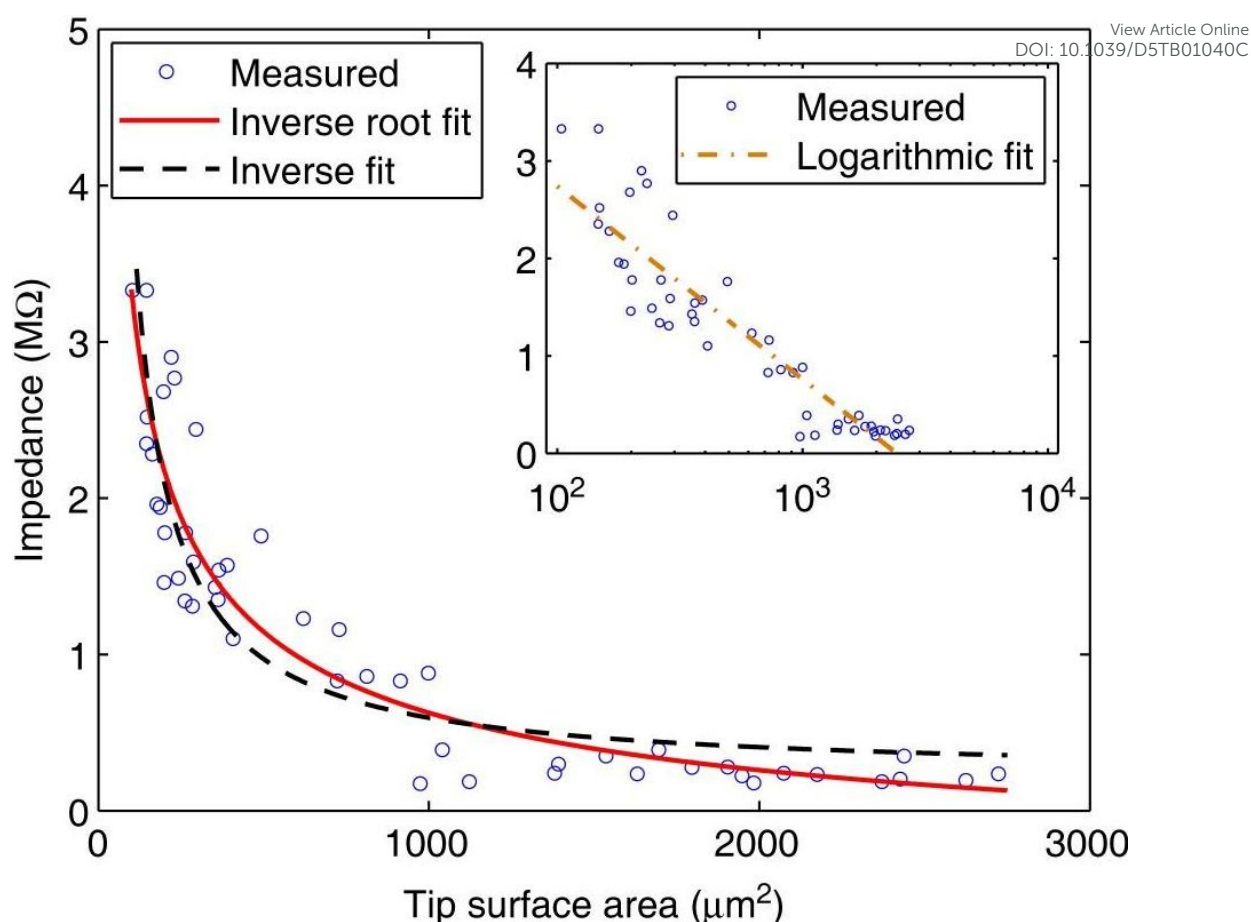 View Article Online
DOI: 10.1039/D5TB01040C
5
4
3
2
1
0
Impedance (MΩ)
Measured
Inverse root fit
Inverse fit
4
3
2
1
0
Measured
Logarithmic fit
10²
10³
10⁴
0
1000
2000
3000
Tip surface area (μm²)